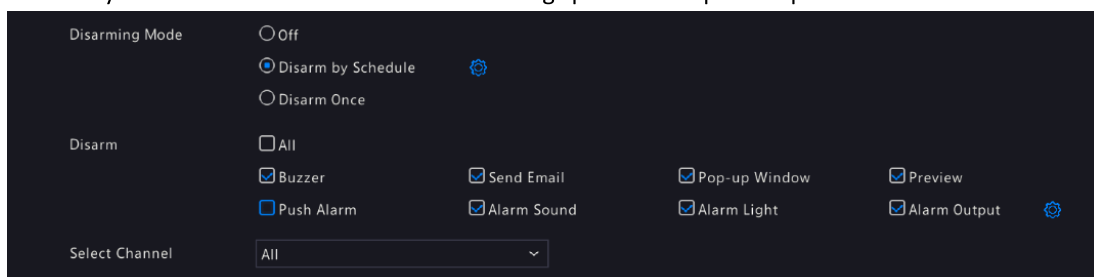 Disarming Mode Off
Disarm by Schedule
Disarm Once
Disarm All
Buzzer Send Email Pop-up Window Preview
Push Alarm Alarm Sound Alarm Light Alarm Output
Select Channel All